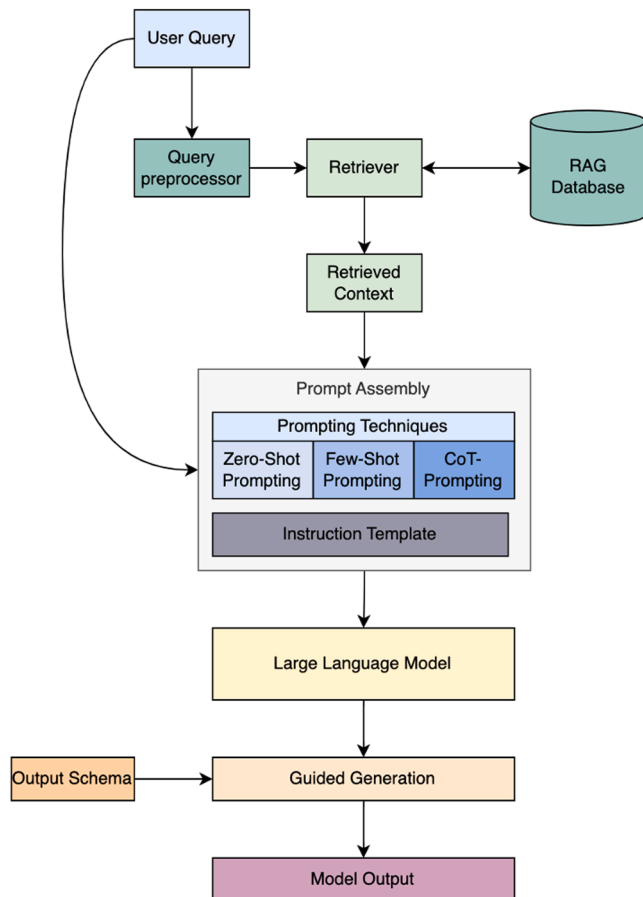 User Query
Query
preprocessor
Retriever
RAG
Database
Retrieved
Context
Prompt Assembly
Prompting Techniques
Zero-Shot
Prompting
Few-Shot
Prompting
CoT-
Prompting
Instruction Template
Large Language Model
Output Schema
Guided Generation
Model Output